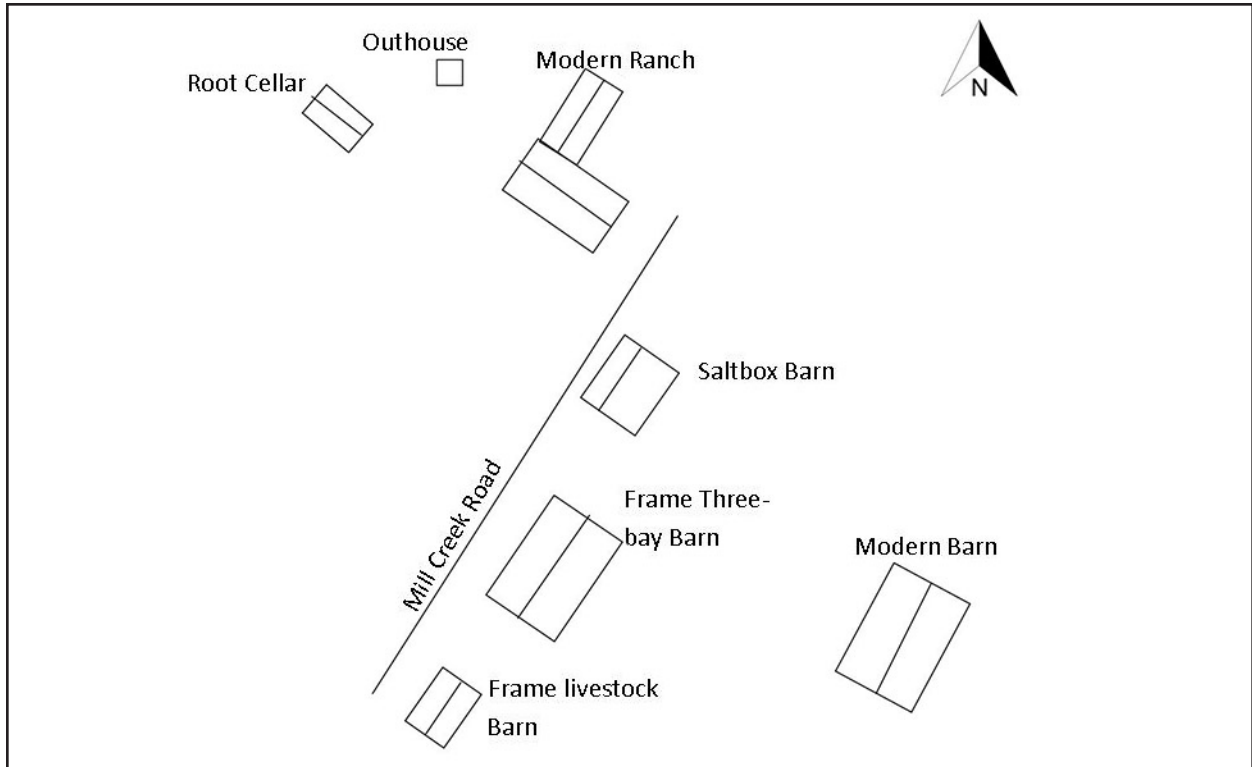 Outhouse
Modern Ranch
Root Cellar
N
Saltbox Barn
Mill Creek Road
Frame Three-
bay Barn
Modern Barn
Frame livestock
Barn